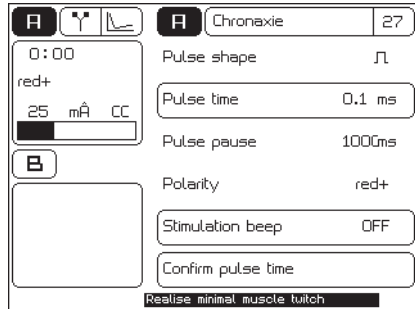 A
0:00
red+
25 mÂ CC
B
A Chronaxie 27
Pulse shape
Pulse time 0.1 ms
Pulse pause 1000ms
Polarity red+
Stimulation beep OFF
Confirm pulse time
Realise minimal muscle twitch